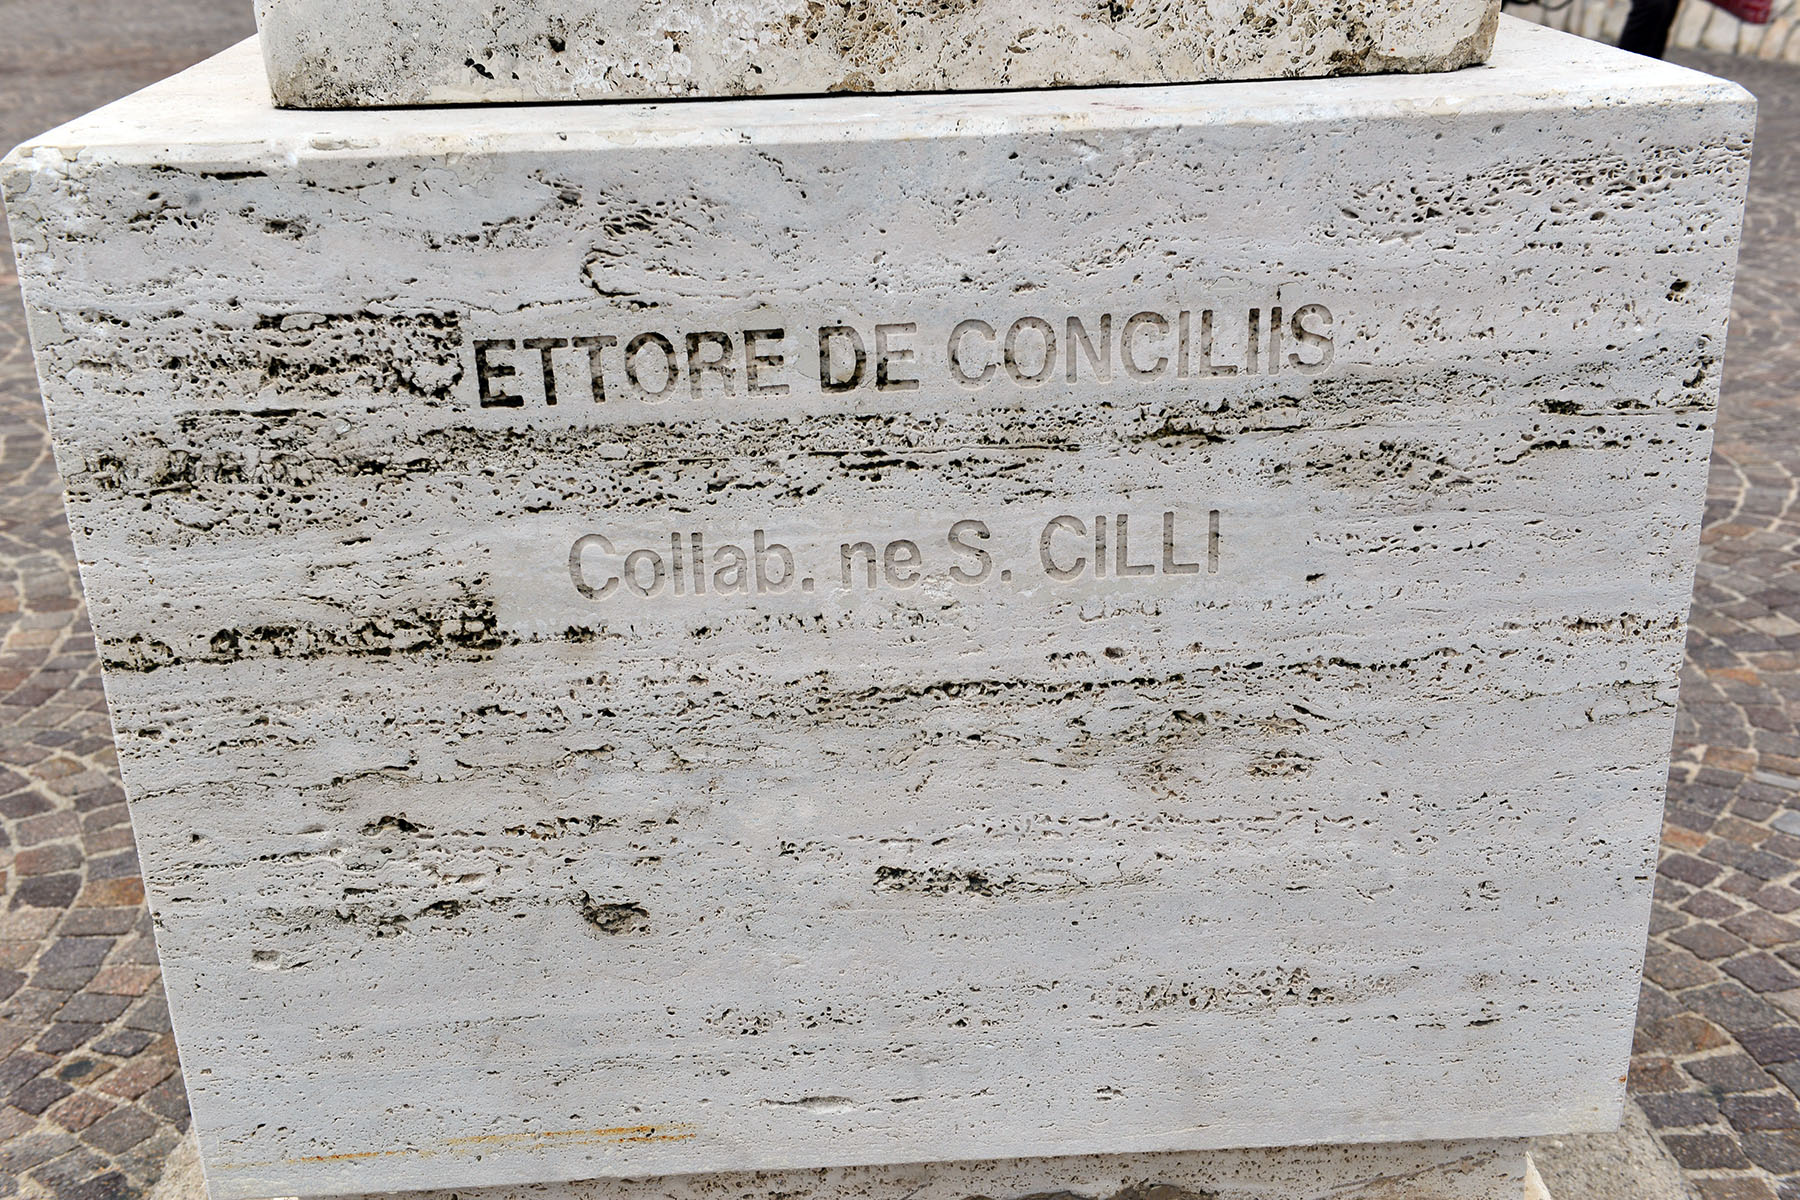 ETTORE DE CONCILIIS
Collab. ne S. CILLI